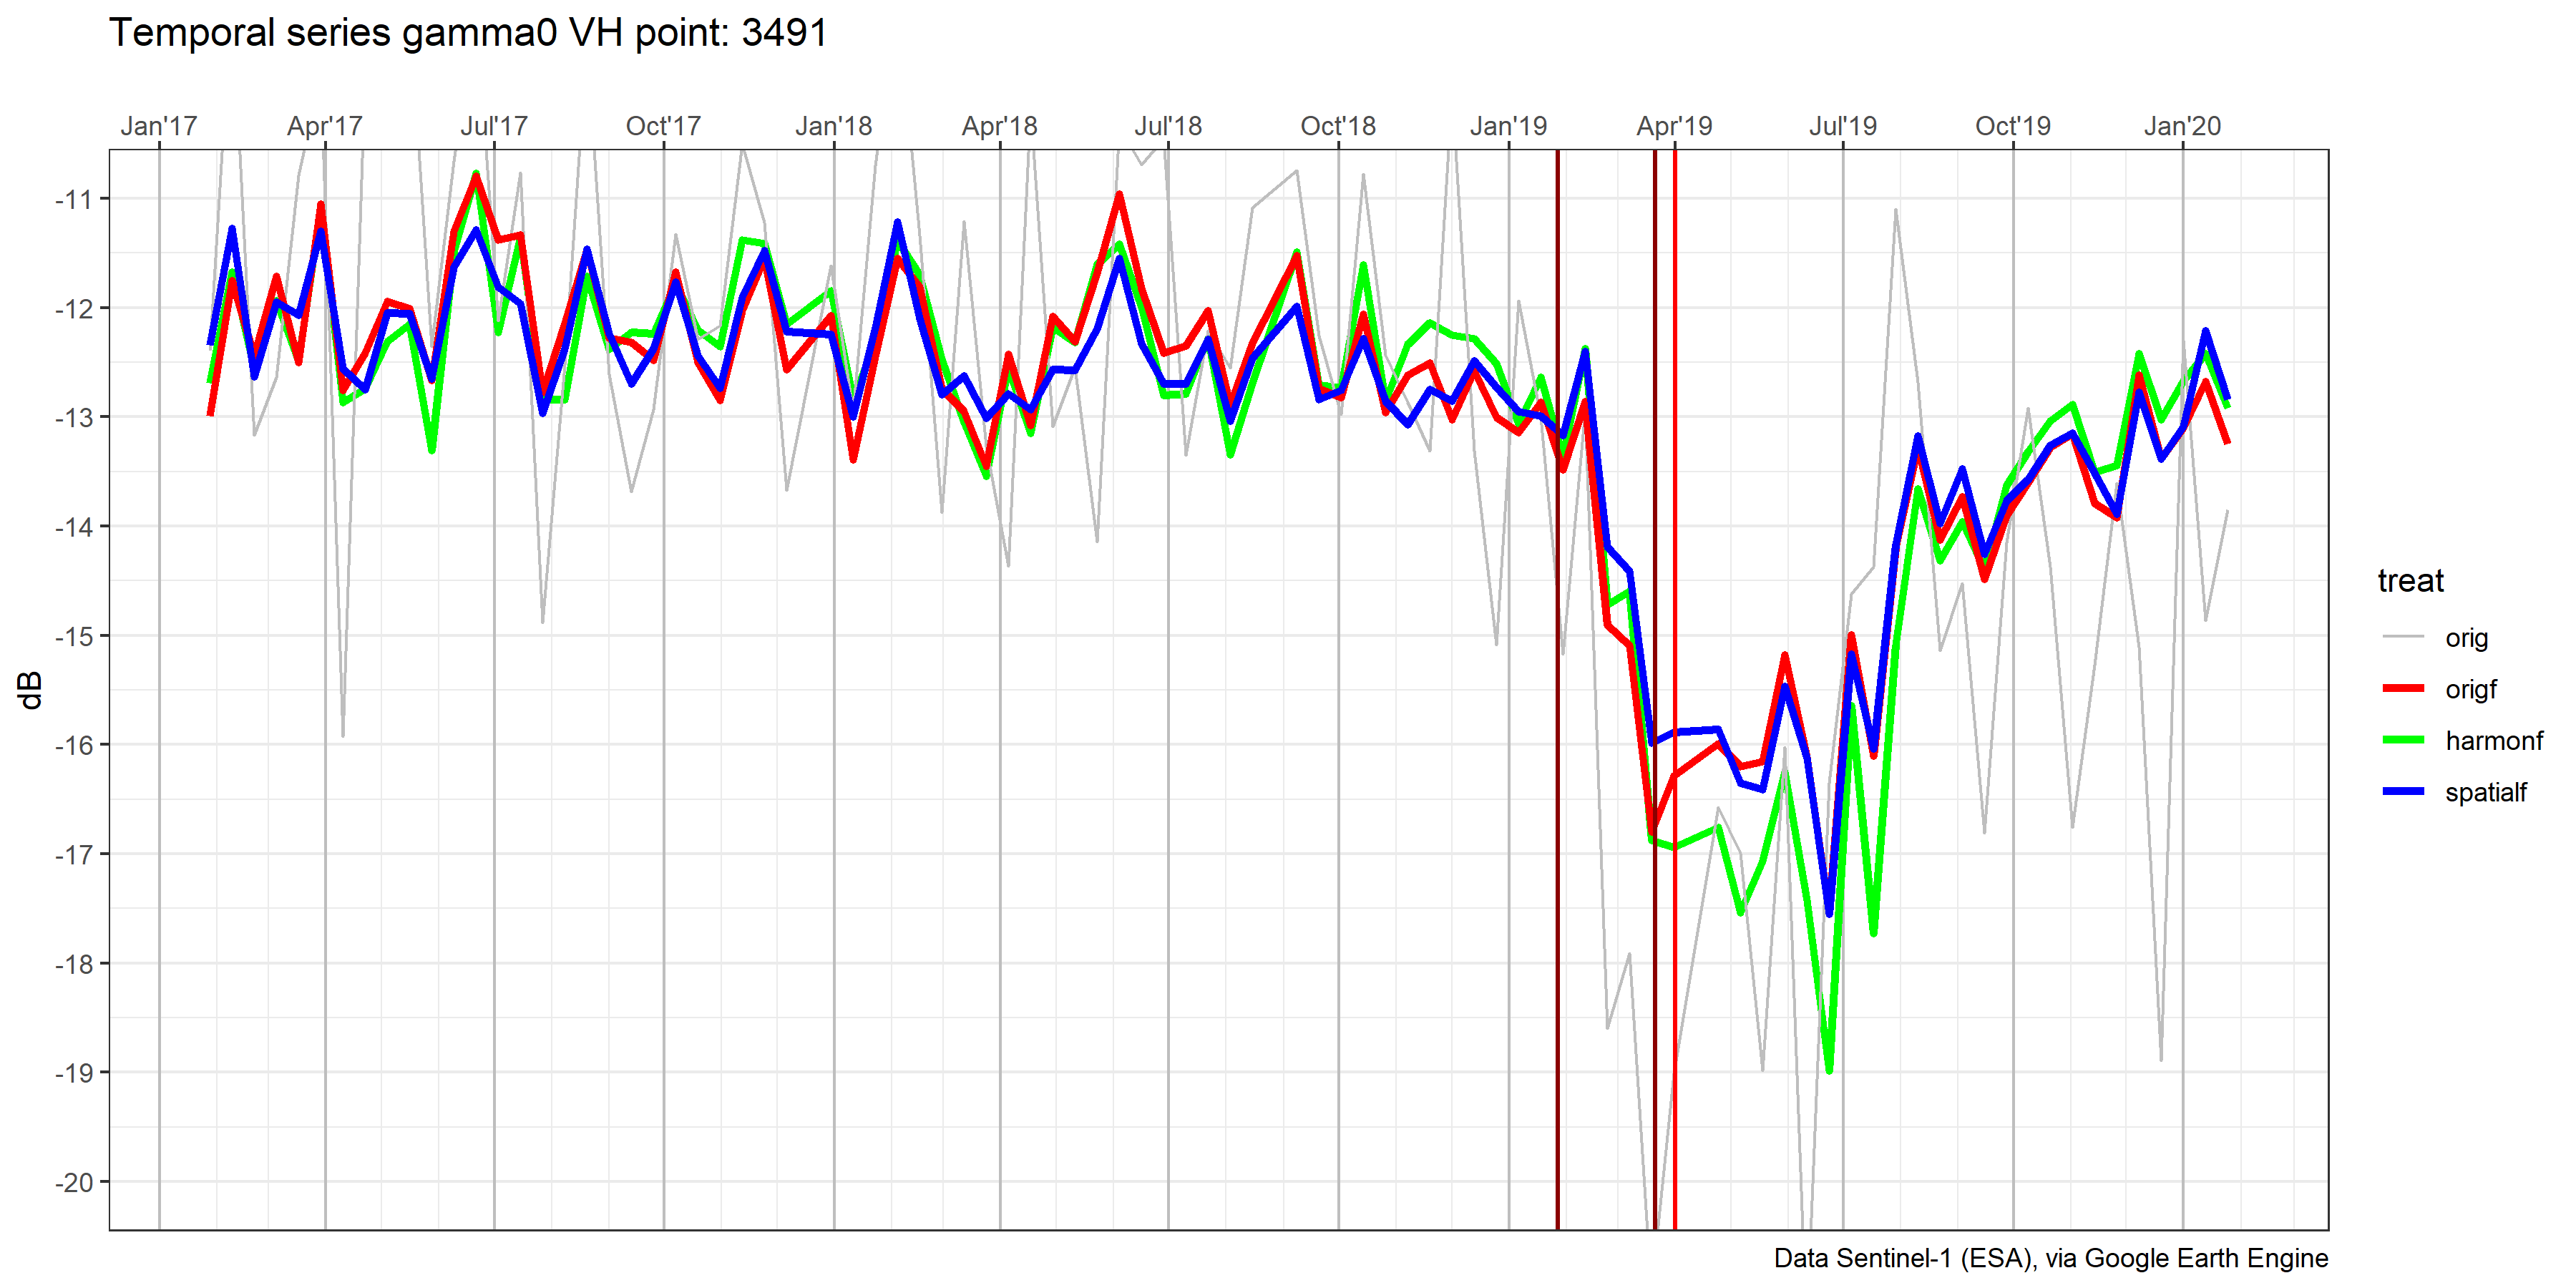 Temporal series gamma0 VH point: 3491
Jan'17 Apr'17 Jul'17 Oct'17 Jan'18 Apr'18 Jul'18 Oct'18 Jan'19 Apr'19 Jul'19 Oct'19 Jan'20
-11
-12
-13
-14
-15
-16
-17
-18
-19
-20
dB
treat
orig
origf
harmonf
spatialf
Data Sentinel-1 (ESA), via Google Earth Engine